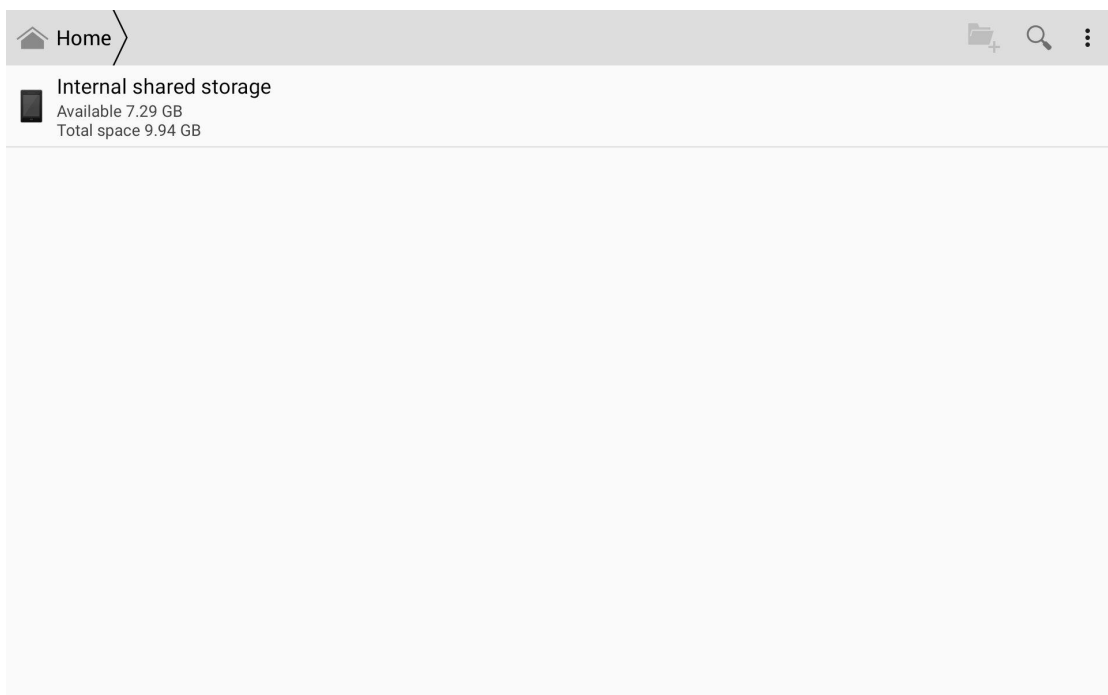 Home
Internal shared storage
Available 7.29 GB
Total space 9.94 GB